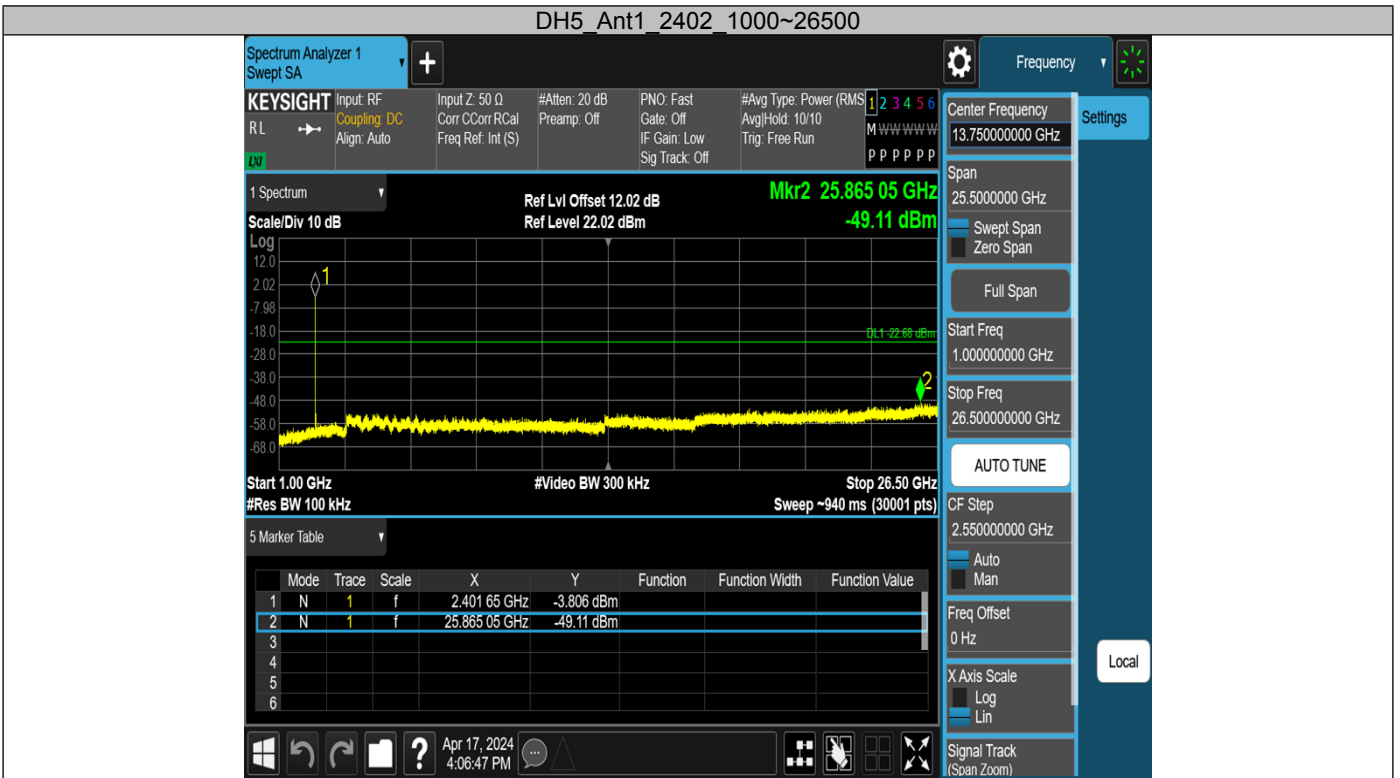 DH5_Ant1_2402_1000~26500
Spectrum Analyzer 1
Swept SA
+
Frequency
KEYSIGHT
RL
LXI
Input: RF
Coupling: DC
Align: Auto
Input Z: 50 Ω
Corr CCorr RCal
Freq Ref: Int (S)
#Atten: 20 dB
Preamp: Off
PNO: Fast
Gate: Off
IF Gain: Low
Sig Track: Off
#Avg Type: Power (RMS
Avg|Hold: 10/10
Trig: Free Run
1 2 3 4 5 6
M W W W W W
P P P P P P
Center Frequency
13.750000000 GHz
Settings
1 Spectrum
Scale/Div 10 dB
Ref Lvl Offset 12.02 dB
Ref Level 22.02 dBm
Mkr2 25.865 05 GHz
-49.11 dBm
Log
12.0
2.02
-7.98
-18.0
-28.0
-38.0
-48.0
-58.0
-68.0
1
DL1 -22.68 dBm
2
Start 1.00 GHz
#Video BW 300 kHz
Stop 26.50 GHz
#Res BW 100 kHz
Sweep ~940 ms (30001 pts)
Span
25.5000000 GHz
Swept Span
Zero Span
Full Span
Start Freq
1.000000000 GHz
Stop Freq
26.500000000 GHz
AUTO TUNE
CF Step
2.550000000 GHz
Auto
Man
Freq Offset
0 Hz
X Axis Scale
Log
Lin
Signal Track
(Span Zoom)
Local
5 Marker Table
Mode Trace Scale X Y Function Function Width Function Value
1 N 1 f 2.401 65 GHz -3.806 dBm
2 N 1 f 25.865 05 GHz -49.11 dBm
3
4
5
6
?
Apr 17, 2024
4:06:47 PM